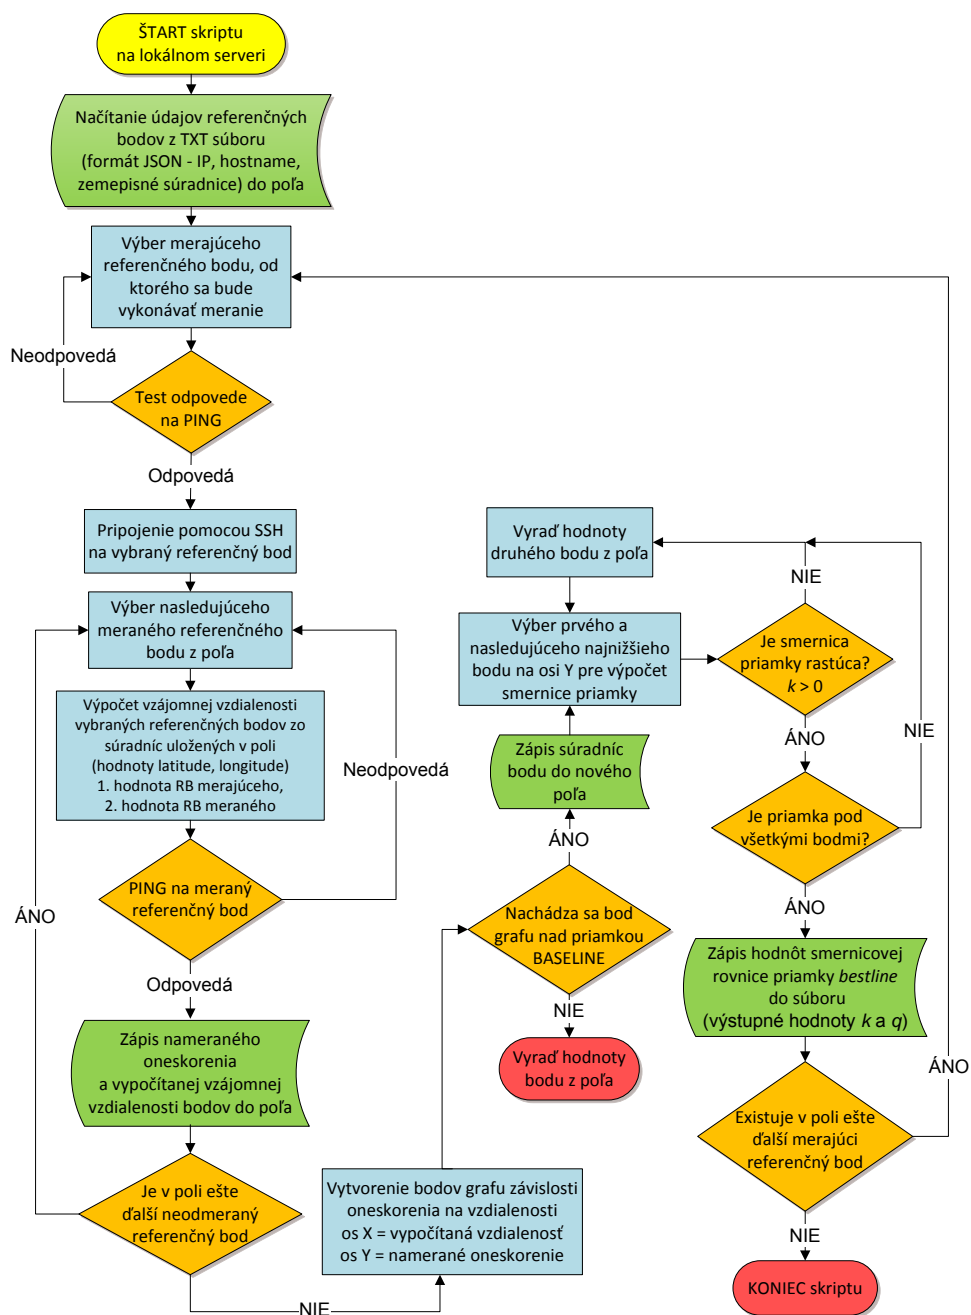 ŠTART skriptu
na lokálnom serveri
Načítanie údajov referenčných
bodov z TXT súboru
(formát JSON - IP, hostname,
zemepisné súradnice) do poľa
Výber merajúceho
referenčného bodu, od
ktorého sa bude
vykonávať meranie
Neodpovedá
Test odpovede
na PING
Odpovedá
Pripojenie pomocou SSH
na vybraný referenčný bod
Výber nasledujúceho
meraného referenčného
bodu z poľa
Výpočet vzájomnej vzdialenosti
vybraných referenčných bodov zo
súradníc uložených v poli
(hodnoty latitude, longitude)
1. hodnota RB merajúceho,
2. hodnota RB meraného
Neodpovedá
PING na meraný
referenčný bod
ÁNO
Odpovedá
Zápis nameraného
oneskorenia
a vypočítanej vzájomnej
vzdialenosti bodov do poľa
Je v poli ešte
ďalší neodmeraný
referenčný bod
NIE
Vytvorenie bodov grafu závislosti
oneskorenia na vzdialenosti
os X = vypočítaná vzdialenosť
os Y = namerané oneskorenie
Nachádza sa bod
grafu nad priamkou
BASELINE
NIE
Vyraď hodnoty
bodu z poľa
ÁNO
Zápis súradníc
bodu do nového
poľa
Výber prvého a
nasledujúceho najnižšieho
bodu na osi Y pre výpočet
smernice priamky
Vyraď hodnoty
druhého bodu z poľa
NIE
Je smernica
priamky rastúca?
k > 0
ÁNO
NIE
Je priamka pod
všetkými bodmi?
ÁNO
Zápis hodnôt smernicovej
rovnice priamky bestline
do súboru
(výstupné hodnoty k a q)
ÁNO
Existuje v poli ešte
ďalší merajúci
referenčný bod
NIE
KONIEC skriptu